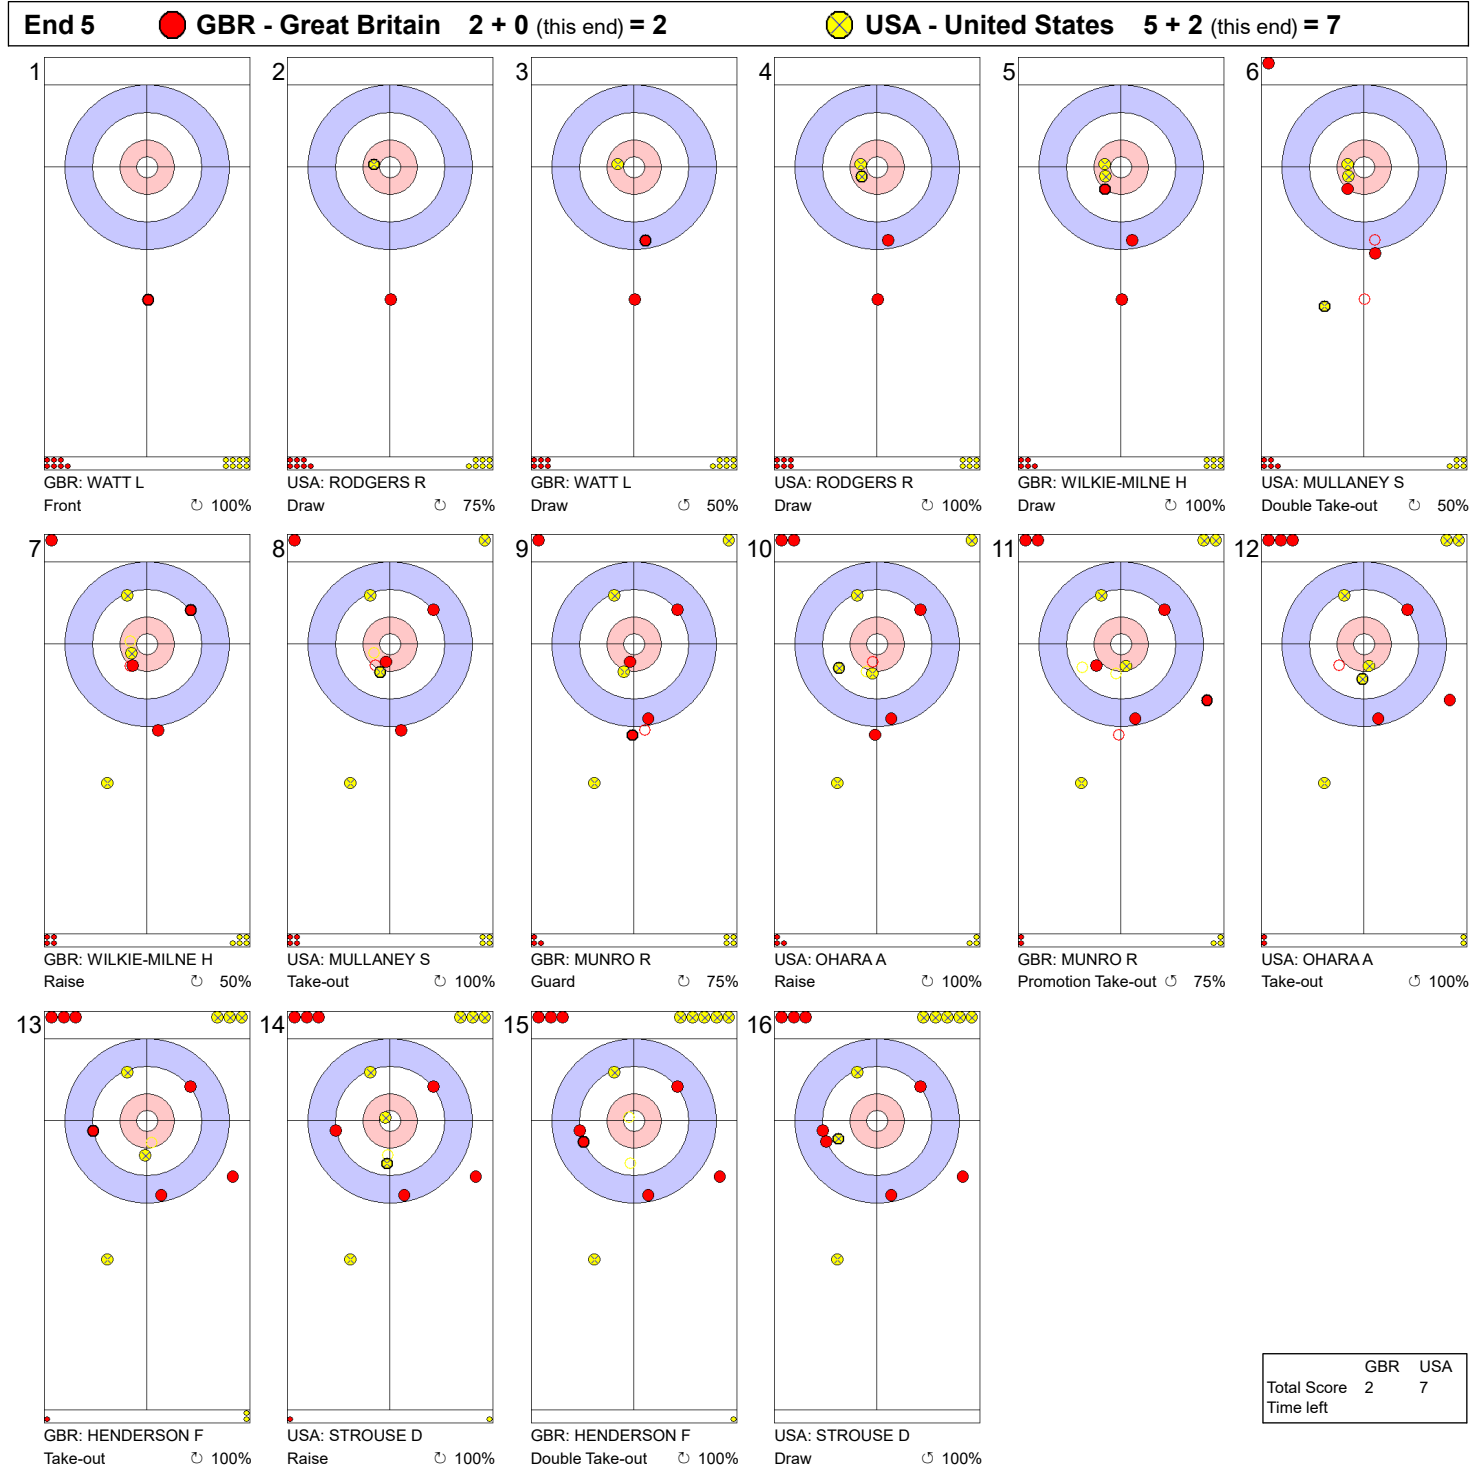 End 5 GBR - Great Britain 2 + 0 (this end) = 2 USA - United States 5 + 2 (this end) = 7
1 2 3 4 5 6
GBR: WATT L USA: RODGERS R GBR: WATT L USA: RODGERS R GBR: WILKIE-MILNE H USA: MULLANEY S
Front ↻ 100% Draw ↻ 75% Draw ↺ 50% Draw ↻ 100% Draw ↻ 100% Double Take-out ↻ 50%
7 8 9 10 11 12
GBR: WILKIE-MILNE H USA: MULLANEY S GBR: MUNRO R USA: OHARA A GBR: MUNRO R USA: OHARA A
Raise ↻ 50% Take-out ↻ 100% Guard ↻ 75% Raise ↻ 100% Promotion Take-out ↺ 75% Take-out ↺ 100%
13 14 15 16
GBR: HENDERSON F USA: STROUSE D GBR: HENDERSON F USA: STROUSE D
Take-out ↻ 100% Raise ↻ 100% Double Take-out ↻ 100% Draw ↺ 100%
GBR USA
Total Score 2 7
Time left